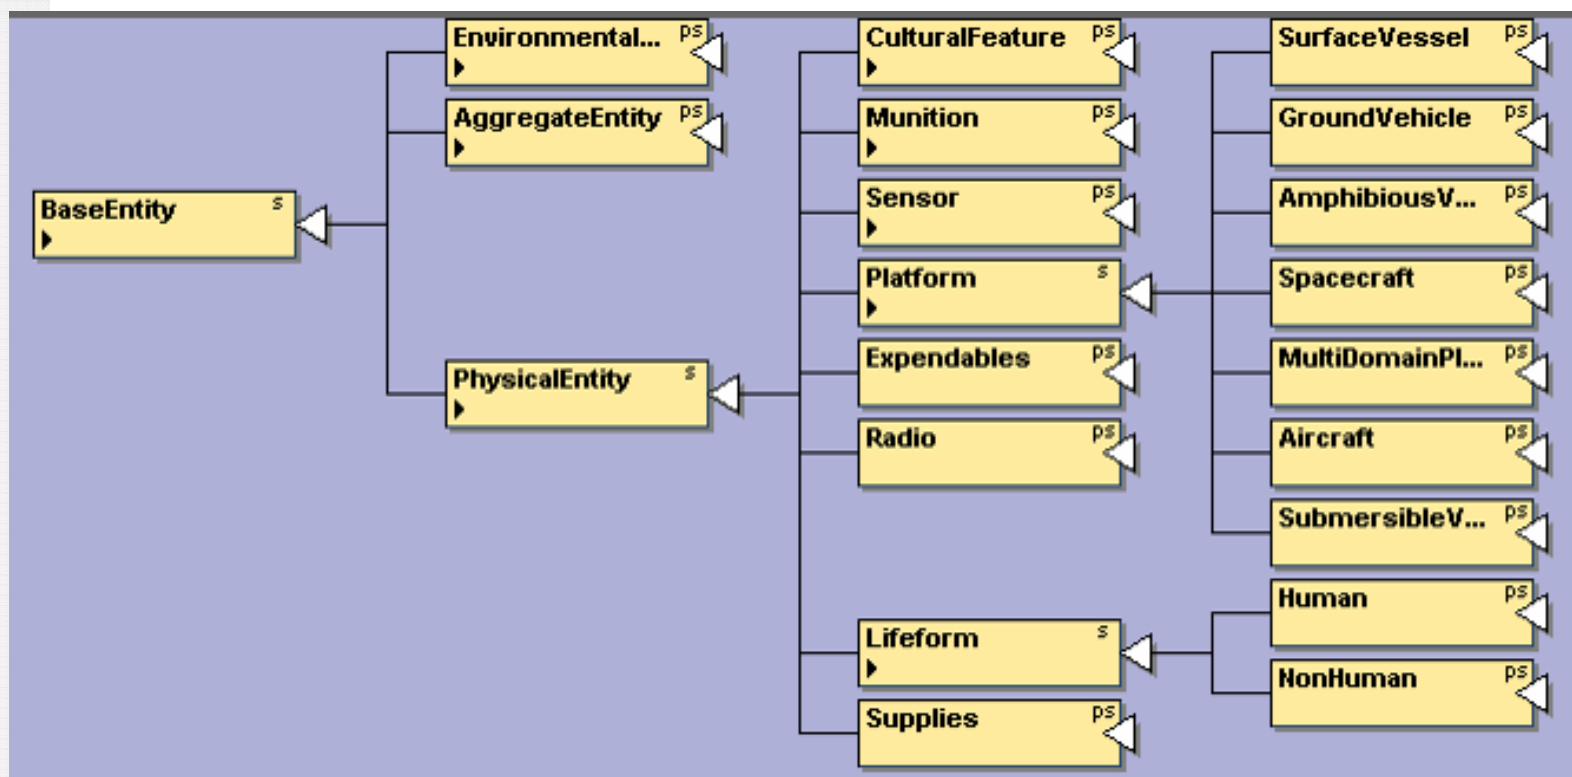 BaseEntity s
Environmental... ps
AggregateEntity ps
PhysicalEntity s
CulturalFeature ps
Munition ps
Sensor ps
Platform s
Expendables ps
Radio ps
Lifeform s
Supplies ps
SurfaceVessel ps
GroundVehicle ps
AmphibiousV... ps
Spacecraft ps
MultiDomainPl... ps
Aircraft ps
SubmersibleV... ps
Human ps
NonHuman ps